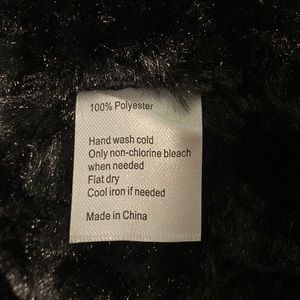 100% Polyester
Hand wash cold
Only non-chlorine bleach
when needed
Flat dry
Cool iron if needed
Made in China